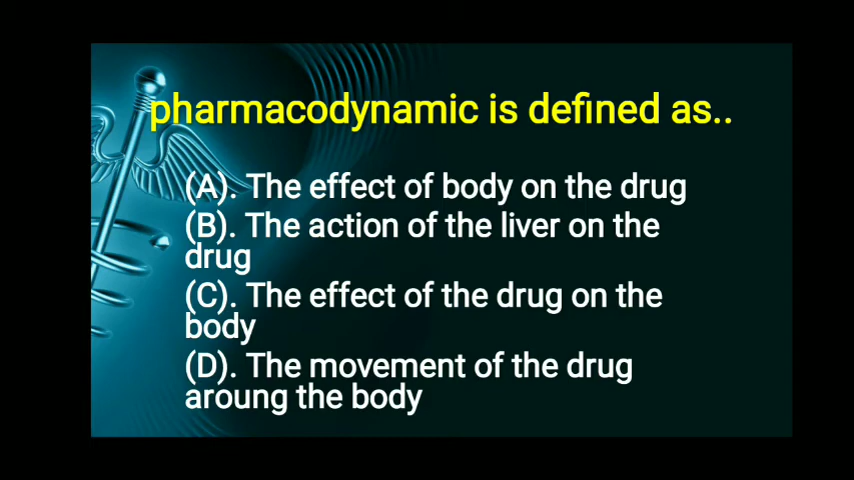 pharmacodynamic is defined as..
(A). The effect of body on the drug
(B). The action of the liver on the
drug
(C). The effect of the drug on the
body
(D). The movement of the drug
aroung the body